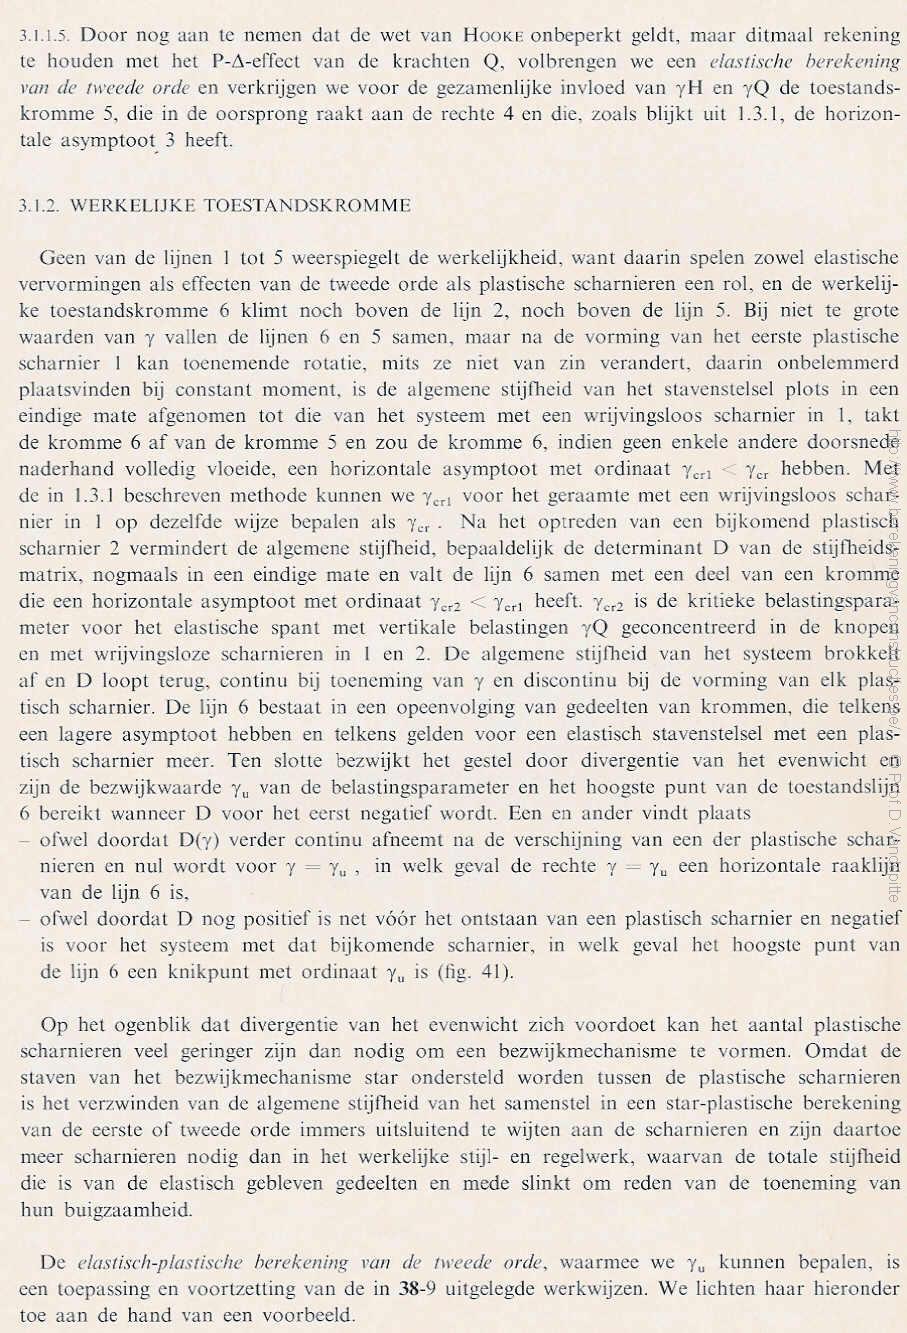 3.1.1.5. Door nog aan te nemen dat de wet van HOOKE onbeperkt geldt, maar ditmaal rekening
te houden met het P-Δ-effect van de krachten Q, volbrengen we een elastische berekening
van de tweede orde en verkrijgen we voor de gezamenlijke invloed van γH en γQ de toestands-
kromme 5, die in de oorsprong raakt aan de rechte 4 en die, zoals blijkt uit 1.3.1, de horizon-
tale asymptoot 3 heeft.
3.1.2. WERKELIJKE TOESTANDSKROMME
Geen van de lijnen 1 tot 5 weerspiegelt de werkelijkheid, want daarin spelen zowel elastische
vervormingen als effecten van de tweede orde als plastische scharnieren een rol, en de werkelij-
ke toestandskromme 6 klimt noch boven de lijn 2, noch boven de lijn 5. Bij niet te grote
waarden van γ vallen de lijnen 6 en 5 samen, maar na de vorming van het eerste plastische
scharnier 1 kan toenemende rotatie, mits ze niet van zin verandert, daarin onbelemmerd
plaatsvinden bij constant moment, is de algemene stijfheid van het stavenstelsel plots in een
eindige mate afgenomen tot die van het systeem met een wrijvingsloos scharnier in 1, takt
de kromme 6 af van de kromme 5 en zou de kromme 6, indien geen enkele andere doorsnede
naderhand volledig vloeide, een horizontale asymptoot met ordinaat γcr1 < γcr hebben. Met
de in 1.3.1 beschreven methode kunnen we γcr1 voor het geraamte met een wrijvingsloos schar-
nier in 1 op dezelfde wijze bepalen als γcr . Na het optreden van een bijkomend plastisch
scharnier 2 vermindert de algemene stijfheid, bepaaldelijk de determinant D van de stijfheids-
matrix, nogmaals in een eindige mate en valt de lijn 6 samen met een deel van een kromme
die een horizontale asymptoot met ordinaat γcr2 < γcr1 heeft. γcr2 is de kritieke belastingspara-
meter voor het elastische spant met vertikale belastingen γQ geconcentreerd in de knopen
en met wrijvingsloze scharnieren in 1 en 2. De algemene stijfheid van het systeem brokkelt
af en D loopt terug, continu bij toeneming van γ en discontinu bij de vorming van elk plas-
tisch scharnier. De lijn 6 bestaat in een opeenvolging van gedeelten van krommen, die telkens
een lagere asymptoot hebben en telkens gelden voor een elastisch stavenstelsel met een plas-
tisch scharnier meer. Ten slotte bezwijkt het gestel door divergentie van het evenwicht en
zijn de bezwijkwaarde γu van de belastingsparameter en het hoogste punt van de toestandslijn
6 bereikt wanneer D voor het eerst negatief wordt. Een en ander vindt plaats
– ofwel doordat D(γ) verder continu afneemt na de verschijning van een der plastische schar-
nieren en nul wordt voor γ = γu , in welk geval de rechte γ = γu een horizontale raaklijn
van de lijn 6 is,
– ofwel doordat D nog positief is net vóór het ontstaan van een plastisch scharnier en negatief
is voor het systeem met dat bijkomende scharnier, in welk geval het hoogste punt van
de lijn 6 een knikpunt met ordinaat γu is (fig. 41).
Op het ogenblik dat divergentie van het evenwicht zich voordoet kan het aantal plastische
scharnieren veel geringer zijn dan nodig om een bezwijkmechanisme te vormen. Omdat de
staven van het bezwijkmechanisme star ondersteld worden tussen de plastische scharnieren
is het verzwinden van de algemene stijfheid van het samenstel in een star-plastische berekening
van de eerste of tweede orde immers uitsluitend te wijten aan de scharnieren en zijn daartoe
meer scharnieren nodig dan in het werkelijke stijl- en regelwerk, waarvan de totale stijfheid
die is van de elastisch gebleven gedeelten en mede slinkt om reden van de toeneming van
hun buigzaamheid.
De elastisch-plastische berekening van de tweede orde, waarmee we γu kunnen bepalen, is
een toepassing en voortzetting van de in 38-9 uitgelegde werkwijzen. We lichten haar hieronder
toe aan de hand van een voorbeeld.